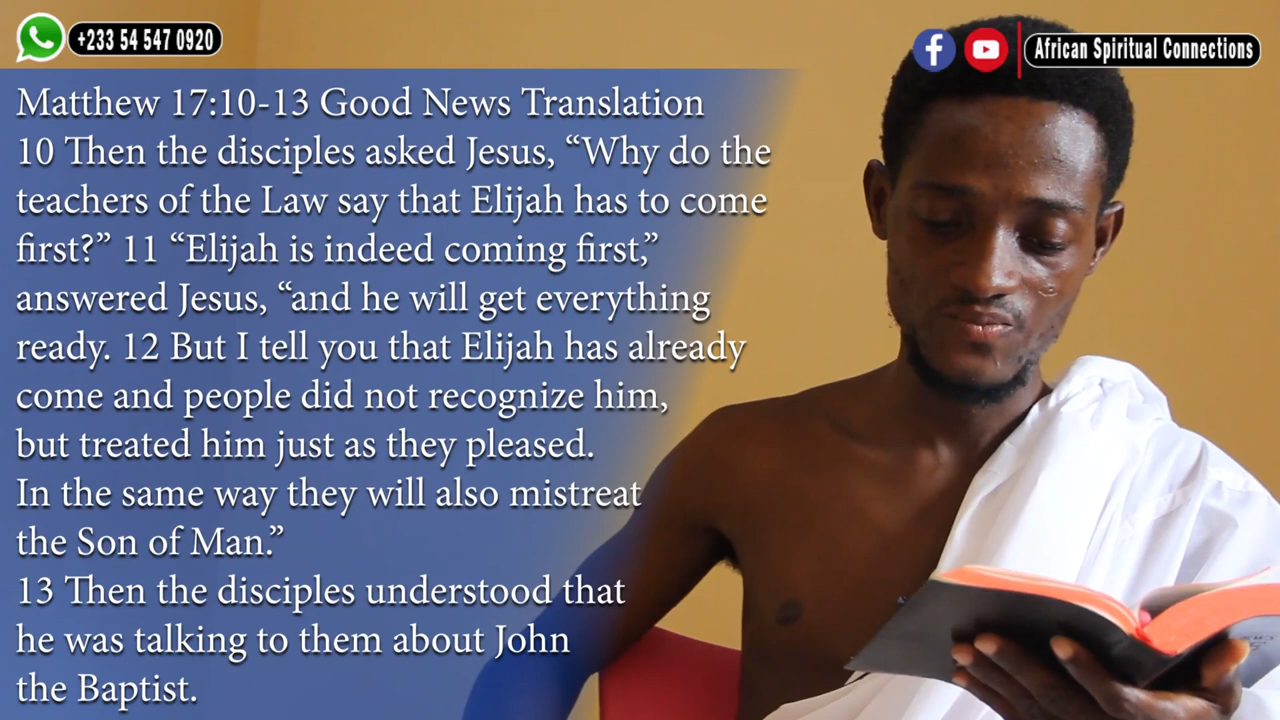 +233 54 547 0920
African Spiritual Connections
Matthew 17:10-13 Good News Translation
10 Then the disciples asked Jesus, “Why do the
teachers of the Law say that Elijah has to come
first?” 11 “Elijah is indeed coming first,”
answered Jesus, “and he will get everything
ready. 12 But I tell you that Elijah has already
come and people did not recognize him,
but treated him just as they pleased.
In the same way they will also mistreat
the Son of Man.”
13 Then the disciples understood that
he was talking to them about John
the Baptist.